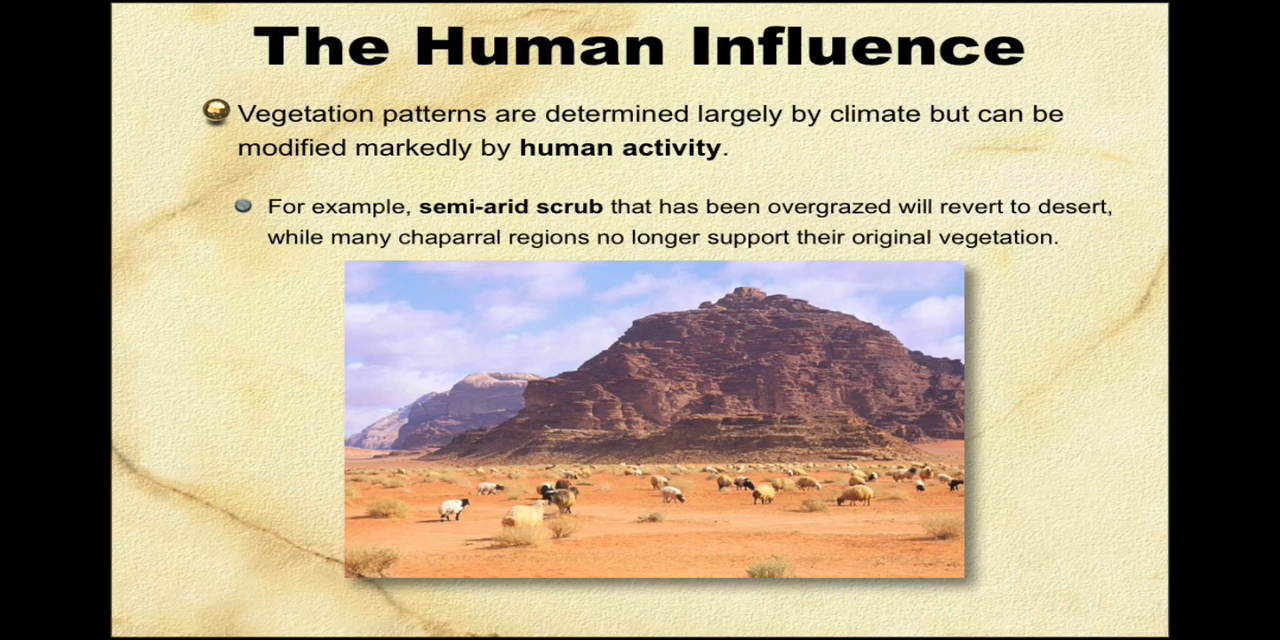 The Human Influence
Vegetation patterns are determined largely by climate but can be
modified markedly by human activity.
For example, semi-arid scrub that has been overgrazed will revert to desert,
while many chaparral regions no longer support their original vegetation.